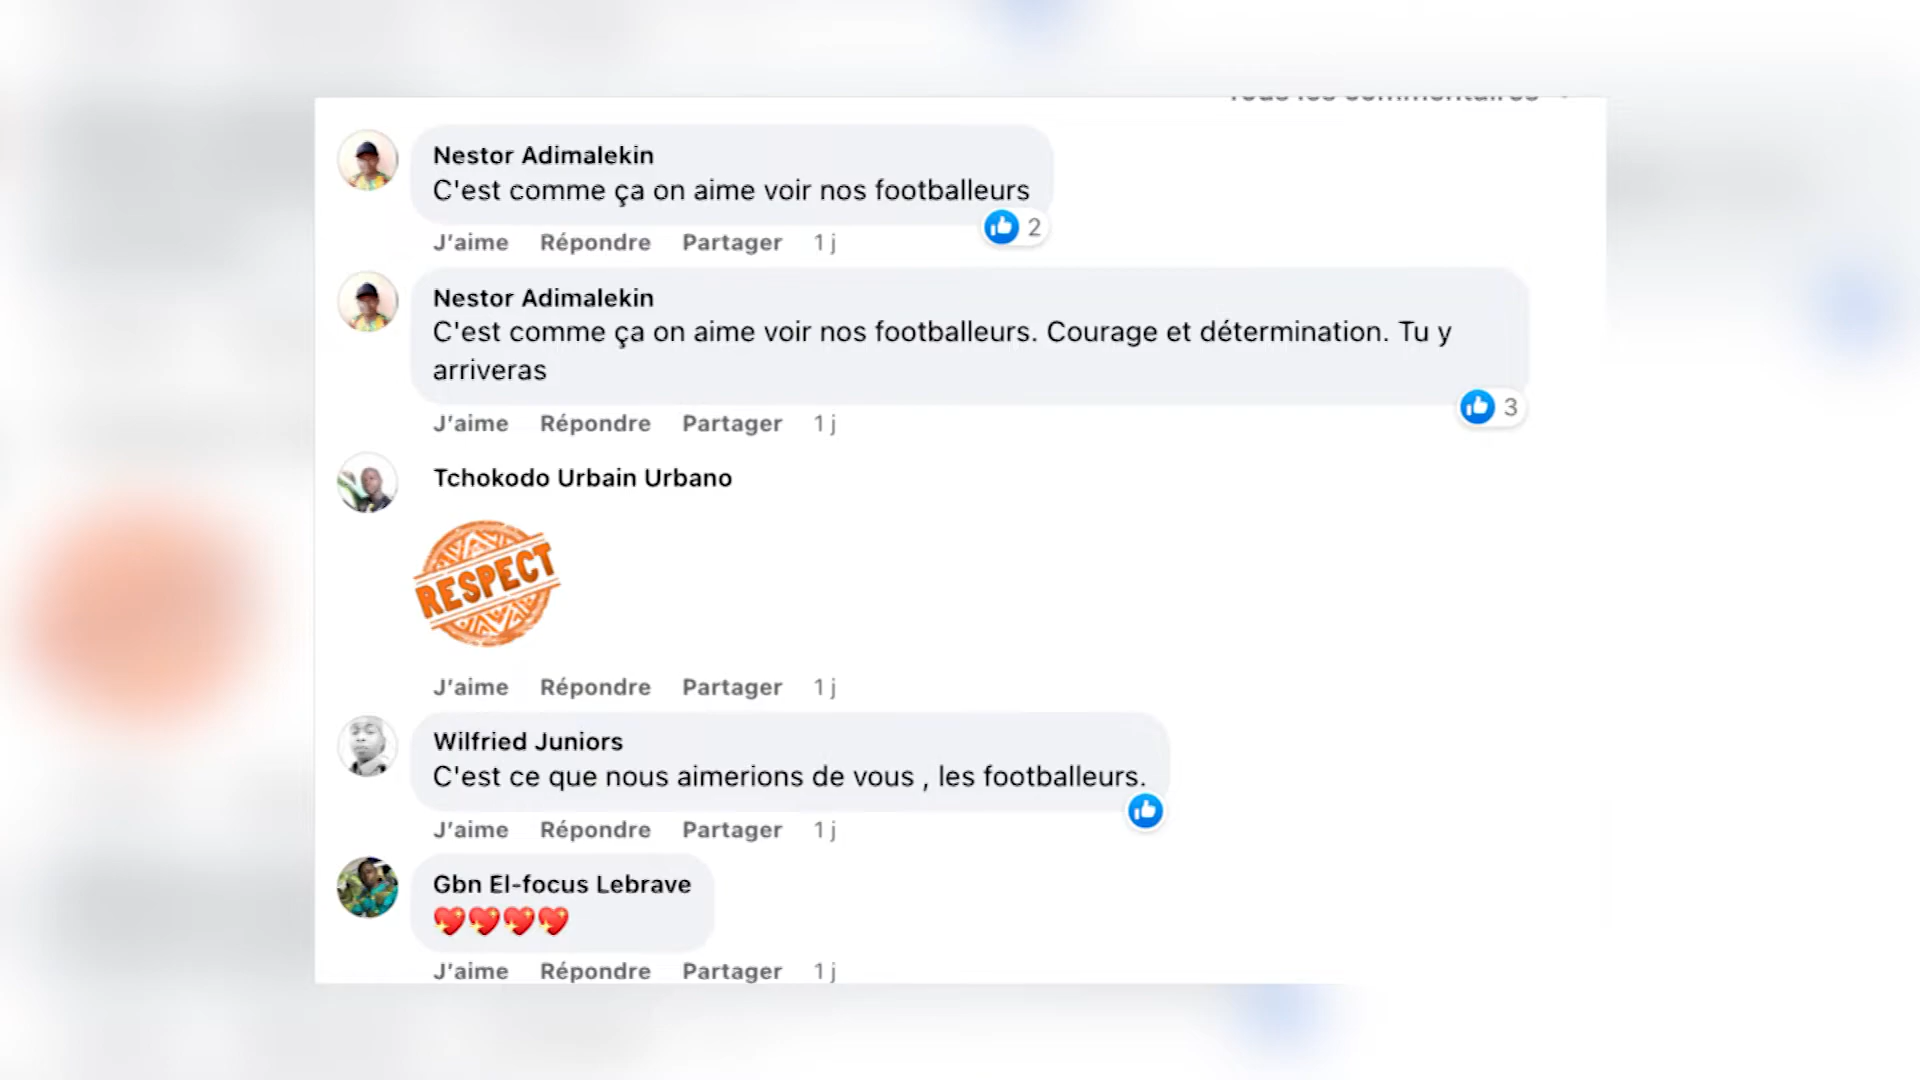 Tous les commentaires
Nestor Adimalekin
C'est comme ça on aime voir nos footballeurs
2
J'aime Répondre Partager 1 j
Nestor Adimalekin
C'est comme ça on aime voir nos footballeurs. Courage et détermination. Tu y
arriveras
3
J'aime Répondre Partager 1 j
Tchokodo Urbain Urbano
RESPECT
J'aime Répondre Partager 1 j
Wilfried Juniors
C'est ce que nous aimerions de vous , les footballeurs.
J'aime Répondre Partager 1 j
Gbn El-focus Lebrave
💖💖💖💖
J'aime Répondre Partager 1 j